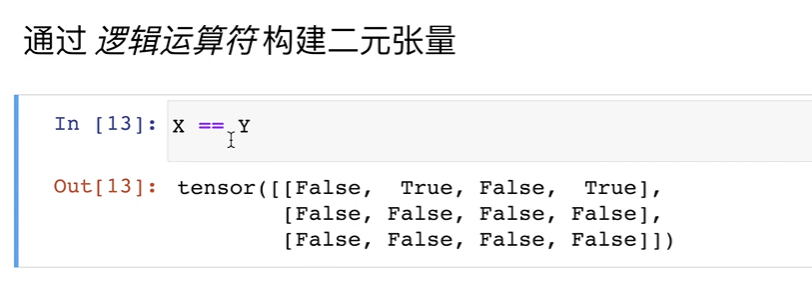 通过 逻辑运算符 构建二元张量
In [13]: X == Y
Out[13]: tensor([[False,  True, False,  True],
        [False, False, False, False],
        [False, False, False, False]])